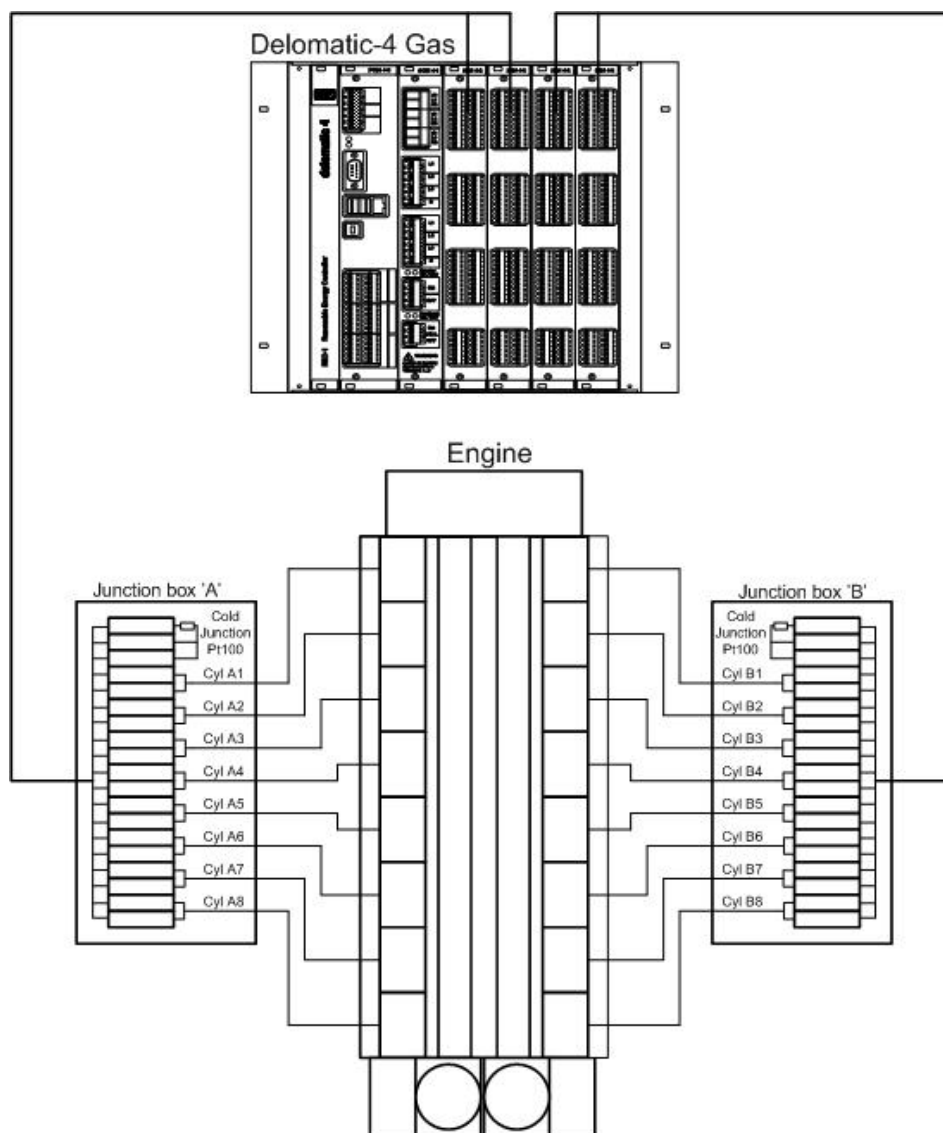 Delomatic-4 Gas
delomatic 4
Engine
Junction box 'A'
Cold
Junction
Pt100
Cyl A1
Cyl A2
Cyl A3
Cyl A4
Cyl A5
Cyl A6
Cyl A7
Cyl A8
Junction box 'B'
Cold
Junction
Pt100
Cyl B1
Cyl B2
Cyl B3
Cyl B4
Cyl B5
Cyl B6
Cyl B7
Cyl B8